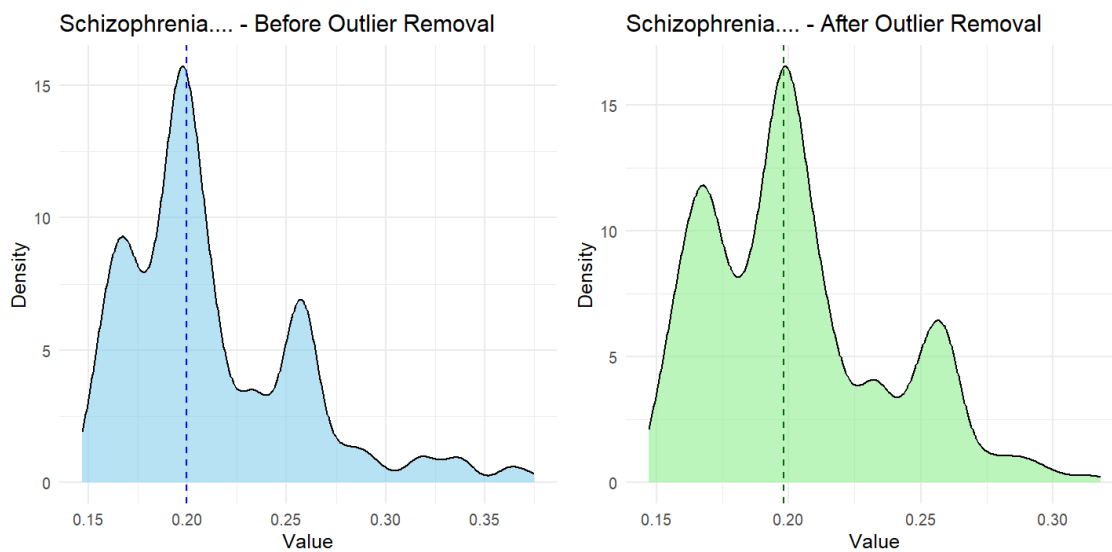 Schizophrenia.... - Before Outlier Removal
Density
15
10
5
0
0.15 0.20 0.25 0.30 0.35
Value
Schizophrenia.... - After Outlier Removal
Density
15
10
5
0
0.15 0.20 0.25 0.30
Value